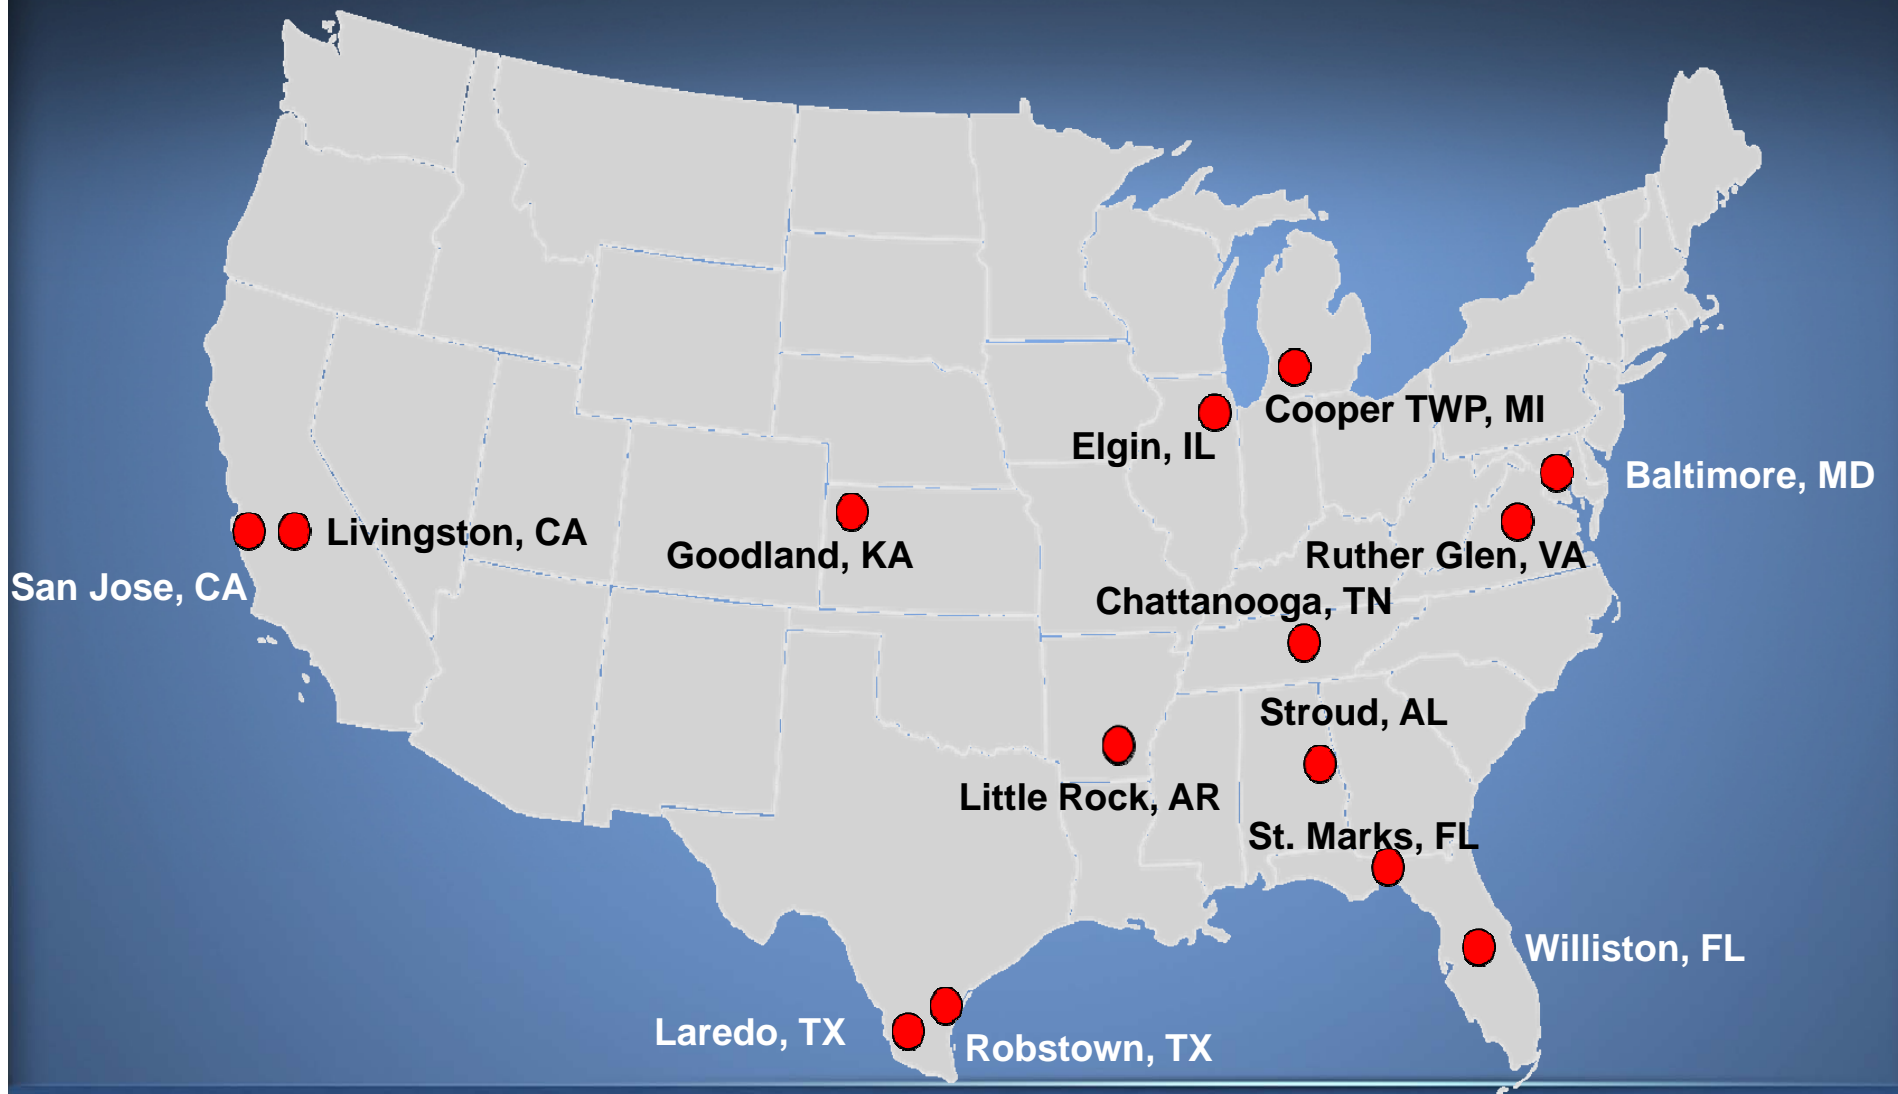 Cooper TWP, MI
Elgin, IL
Baltimore, MD
Livingston, CA
Goodland, KA
Ruther Glen, VA
San Jose, CA
Chattanooga, TN
Stroud, AL
Little Rock, AR
St. Marks, FL
Williston, FL
Laredo, TX
Robstown, TX